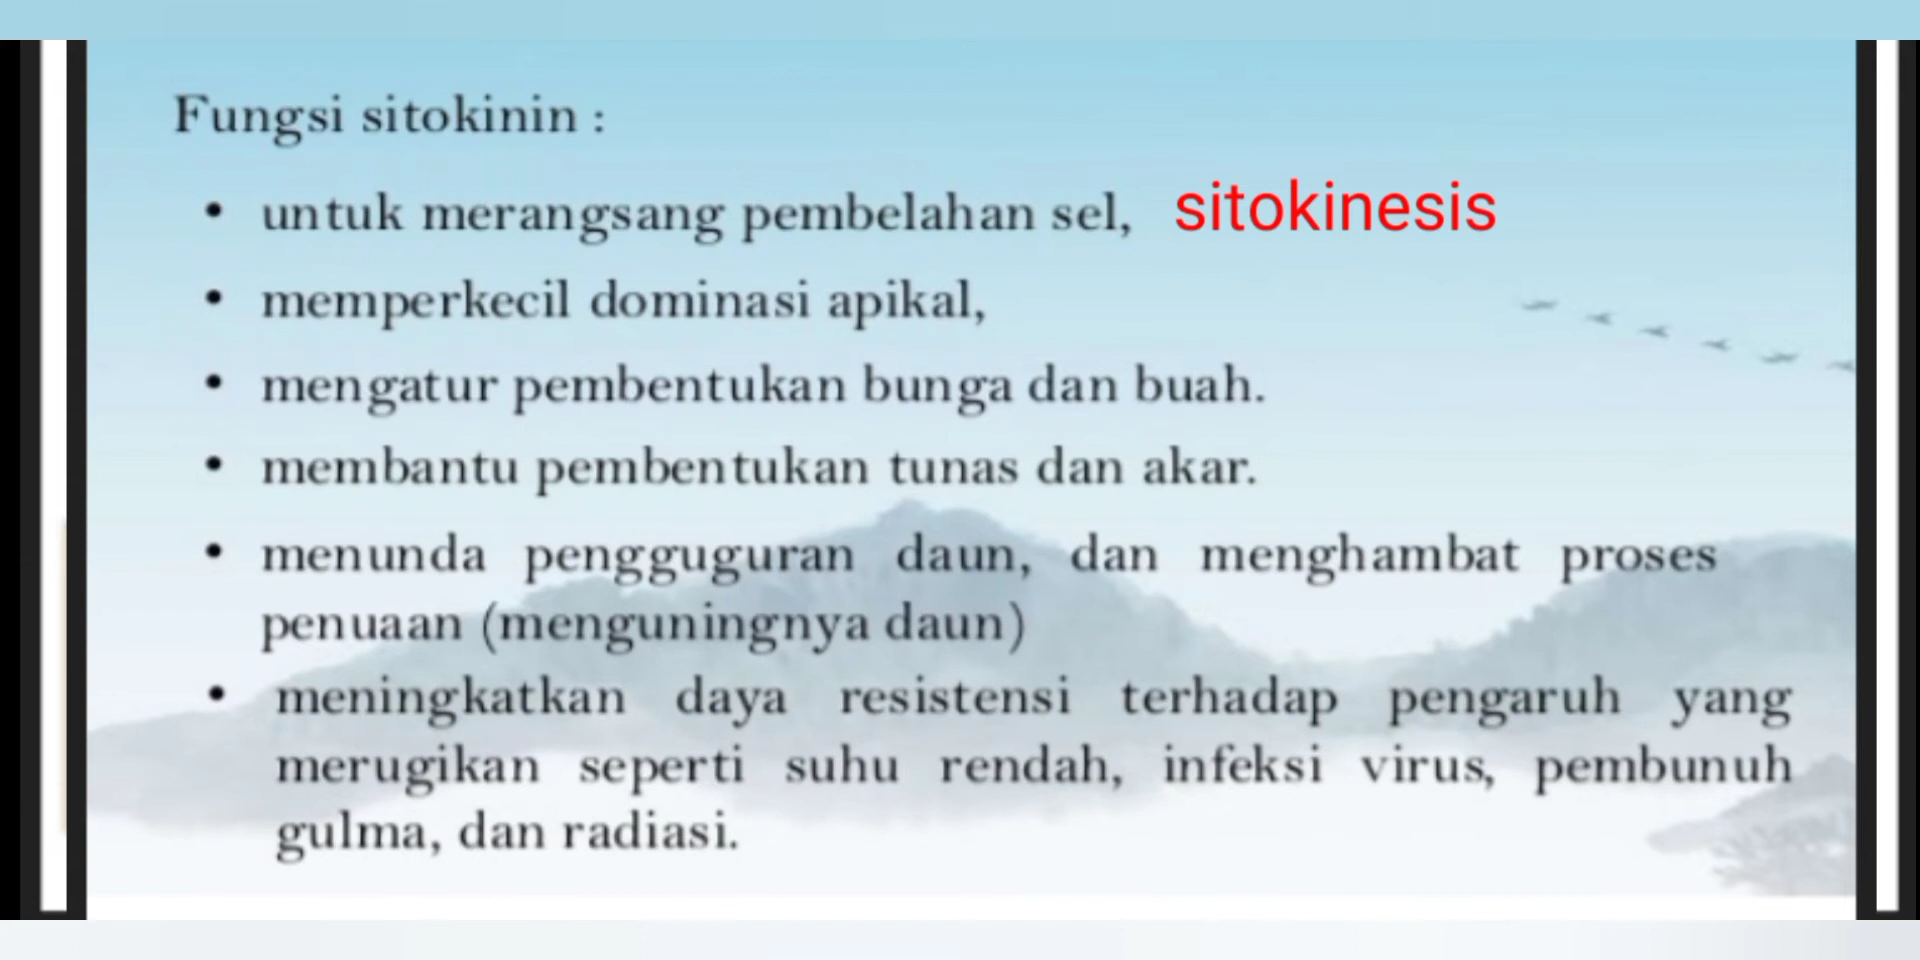 Fungsi sitokinin :
• untuk merangsang pembelahan sel, sitokinesis
• memperkecil dominasi apikal,
• mengatur pembentukan bunga dan buah.
• membantu pembentukan tunas dan akar.
• menunda pengguguran daun, dan menghambat proses
penuaan (menguningnya daun)
• meningkatkan daya resistensi terhadap pengaruh yang
merugikan seperti suhu rendah, infeksi virus, pembunuh
gulma, dan radiasi.